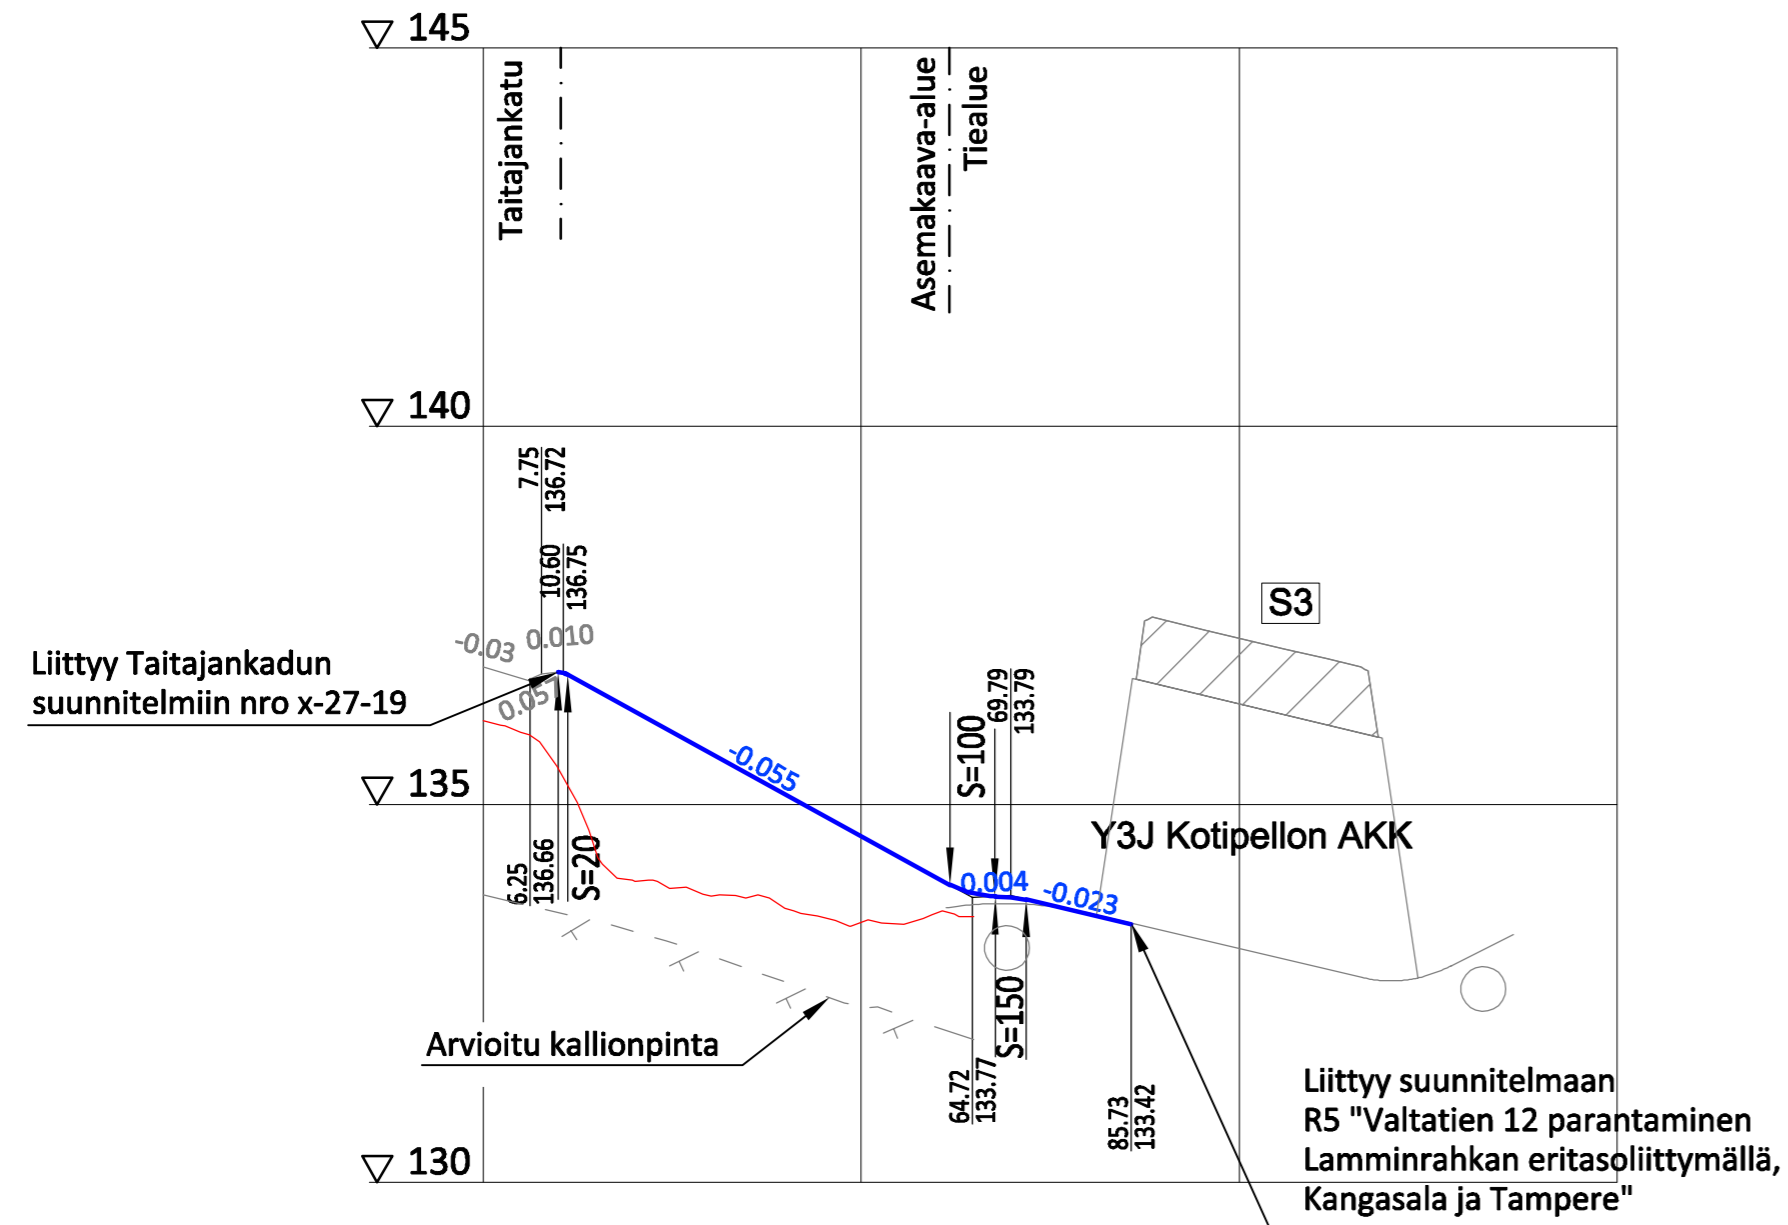 145
Taitajankatu
Asemakaava-alue
Tiealue
140
7.75
136.72
10.60
136.75
-0.03
0.010
0.057
Liittyy Taitajankadun
suunnitelmiin nro x-27-19
S3
-0.055
S=100
69.79
133.79
135
Y3J Kotipellon AKK
6.25
136.66
S=20
0.004
-0.023
S=150
Arvioitu kallionpinta
64.72
133.77
85.73
133.42
Liittyy suunnitelmaan
R5 "Valtatien 12 parantaminen
Lamminrahkan eritasoliittymällä,
Kangasala ja Tampere"
130